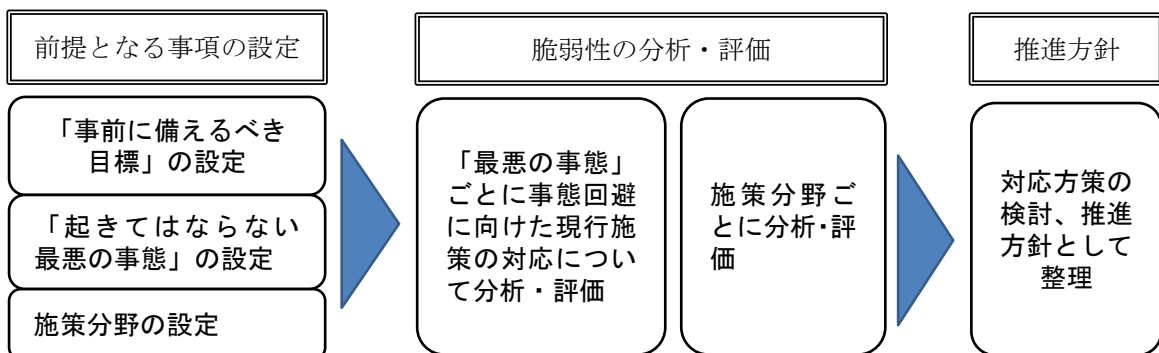 前提となる事項の設定
脆弱性の分析・評価
推進方針
「事前に備えるべき
目標」の設定
「起きてはならない
最悪の事態」の設定
施策分野の設定
「最悪の事態」
ごとに事態回避
に向けた現行施
策の対応につい
て分析・評価
施策分野ご
とに分析・評
価
対応方策の
検討、推進
方針として
整理